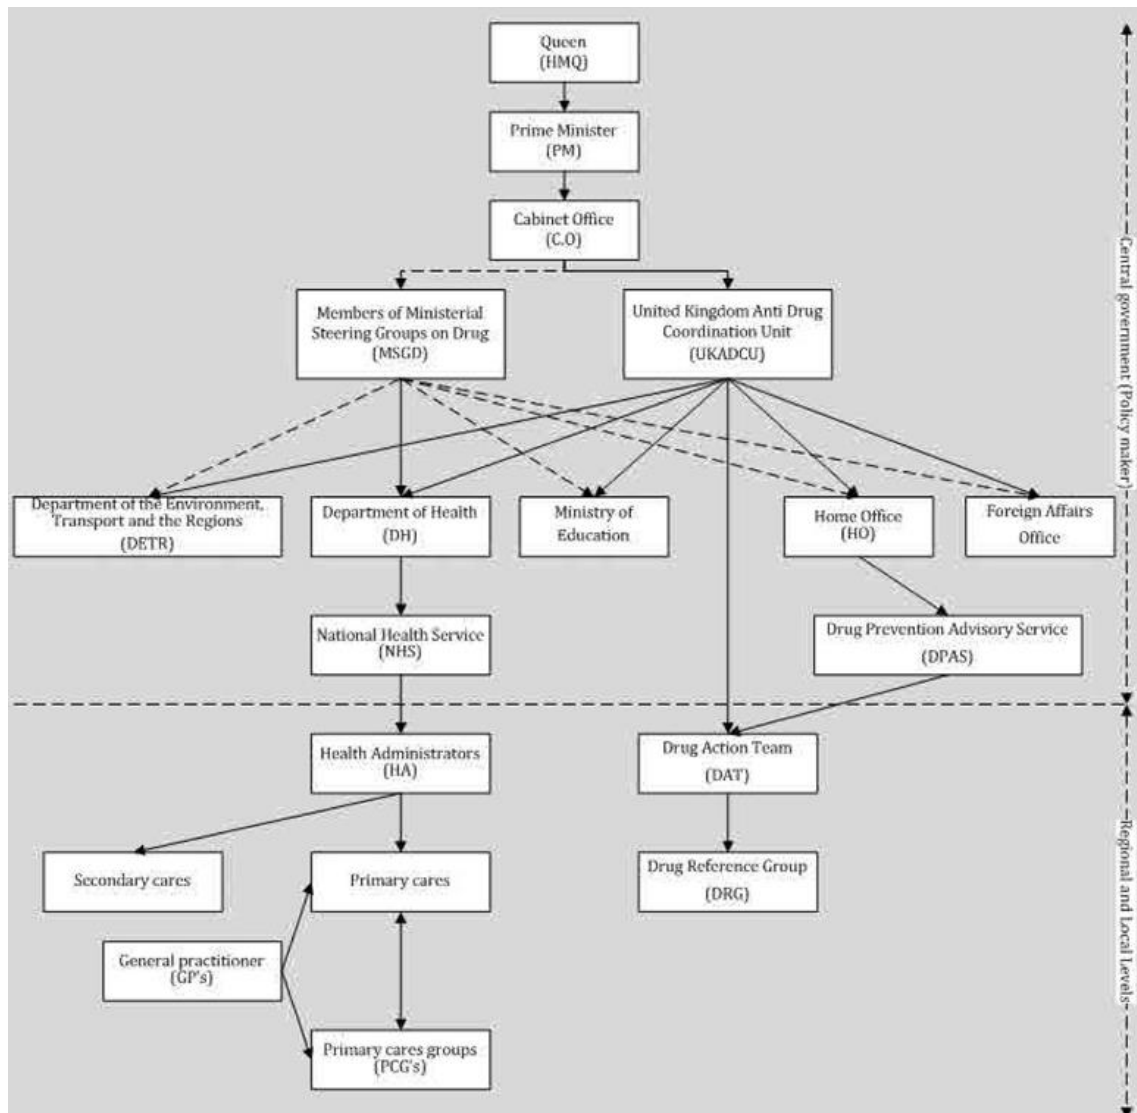 Queen
(HMQ)
Prime Minister
(PM)
Cabinet Office
(C.O)
Members of Ministerial
Steering Groups on Drug
(MSGD)
United Kingdom Anti Drug
Coordination Unit
(UKADCU)
Department of the Environment,
Transport and the Regions
(DETR)
Department of Health
(DH)
Ministry of
Education
Home Office
(HO)
Foreign Affairs
Office
National Health Service
(NHS)
Drug Prevention Advisory Service
(DPAS)
Central government (Policy maker)
Health Administrators
(HA)
Drug Action Team
(DAT)
Secondary cares
Primary cares
Drug Reference Group
(DRG)
General practitioner
(GP's)
Primary cares groups
(PCG's)
Regional and Local Levels